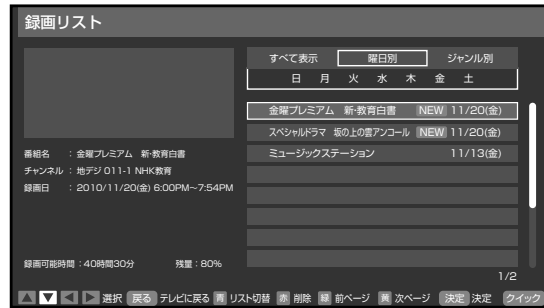 録画リスト
すべて表示 曜日別 ジャンル別
日 月 火 水 木 金 土
金曜プレミアム 新・教育白書 NEW 11/20(金)
スペシャルドラマ 坂の上の雲アンコール NEW 11/20(金)
ミュージックステーション 11/13(金)
番組名 : 金曜プレミアム 新・教育白書
チャンネル : 地デジ 011-1 NHK教育
録画日 : 2010/11/20(金) 6:00PM~7:54PM
録画可能時間:40時間30分 残量:80%
1/2
選択 戻る テレビに戻る 青 リスト切替 赤 削除 緑 前ページ 黄 次ページ 決定 決定 クイック